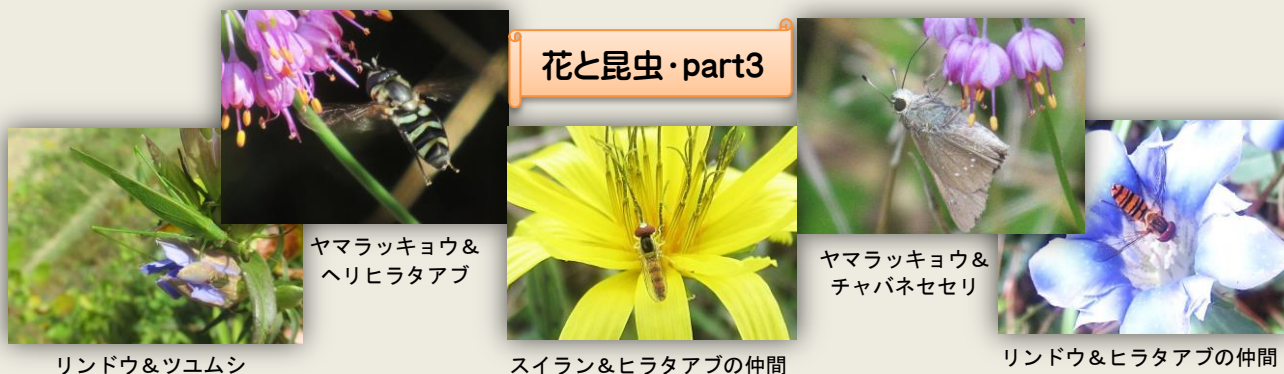 花と昆虫・part3
ヤマラッキョウ＆
ヘリヒラタアブ
ヤマラッキョウ＆
チャバネセセリ
リンドウ＆ツユムシ
スイラン＆ヒラタアブの仲間
リンドウ＆ヒラタアブの仲間